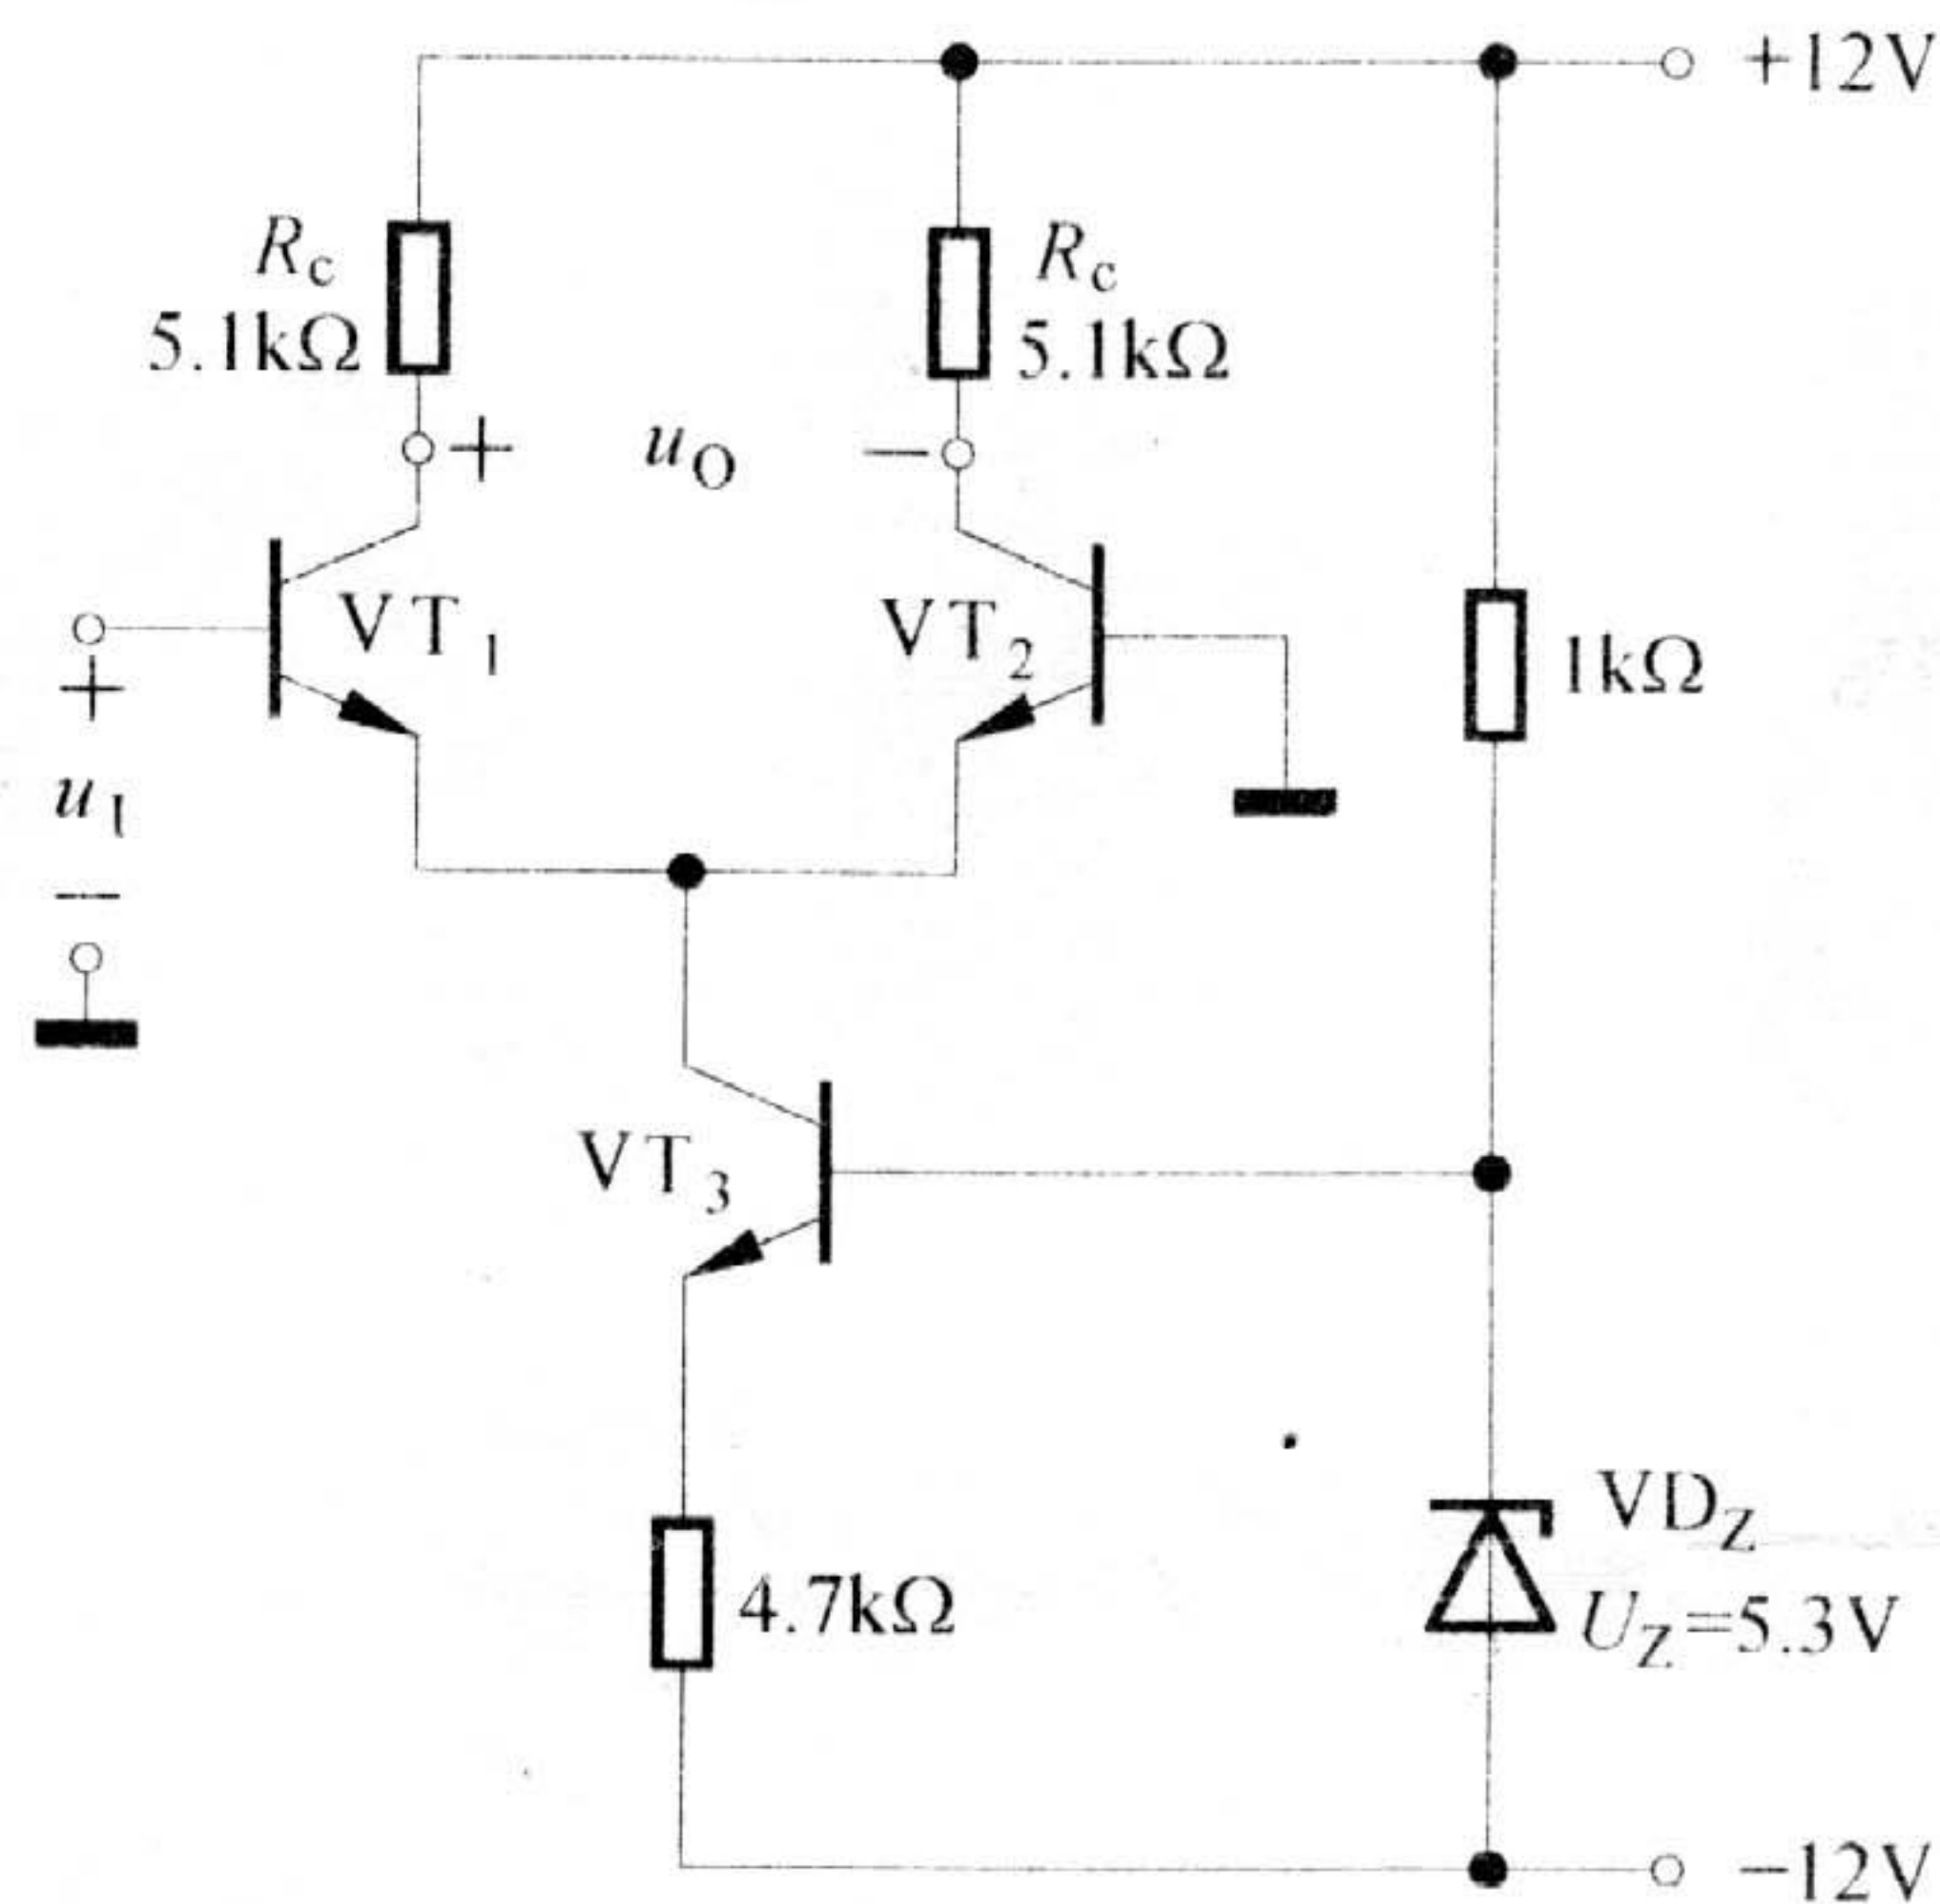 +12V
Rc
5.1kΩ
Rc
5.1kΩ
+ uO −
VT1
VT2
1kΩ
+
uI
−
VT3
VDZ
UZ=5.3V
4.7kΩ
−12V